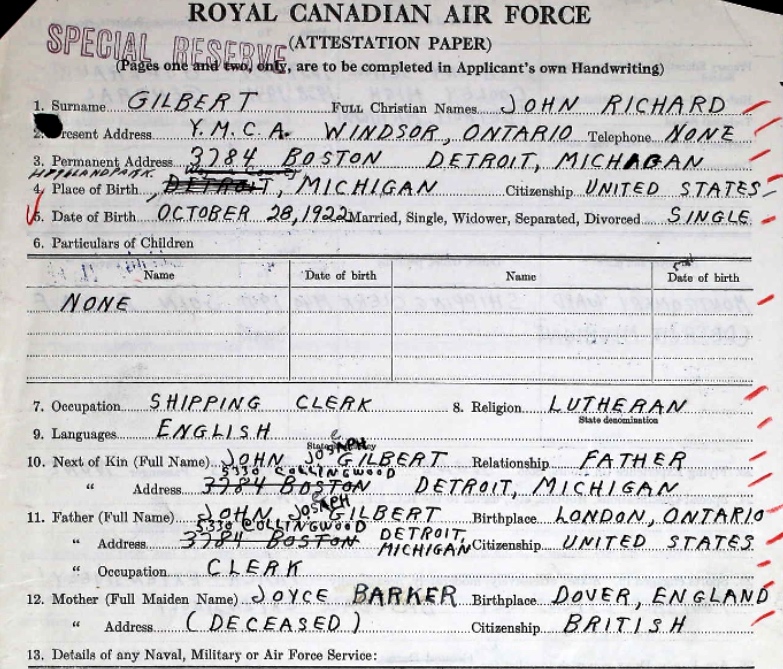 ROYAL CANADIAN AIR FORCE
SPECIAL RESERVE
(ATTESTATION PAPER)
(Pages one and two, only, are to be completed in Applicant's own Handwriting)
1. Surname GILBERT Full Christian Names JOHN RICHARD
2. Present Address Y.M.C.A. WINDSOR, ONTARIO Telephone NONE
3. Permanent Address 3784 BOSTON DETROIT, MICHAGAN
HIGHLAND PARK
4. Place of Birth DETROIT, MICHIGAN Citizenship UNITED STATES
5. Date of Birth OCTOBER 28, 1922 Married, Single, Widower, Separated, Divorced SINGLE
6. Particulars of Children
Name Date of birth Name Date of birth
NONE
7. Occupation SHIPPING CLERK 8. Religion LUTHERAN
State denomination
9. Languages ENGLISH
JOSAPH
10. Next of Kin (Full Name) JOHN GILBERT Relationship FATHER
5330 COLLINGWOOD
" Address 3784 BOSTON DETROIT, MICHIGAN
JOSAPH
11. Father (Full Name) JOHN GILBERT Birthplace LONDON, ONTARIO
5330 COLLINGWOOD
" Address 3784 BOSTON DETROIT, MICHIGAN Citizenship UNITED STATES
" Occupation CLERK
12. Mother (Full Maiden Name) JOYCE BARKER Birthplace DOVER, ENGLAND
" Address (DECEASED) Citizenship BRITISH
13. Details of any Naval, Military or Air Force Service: